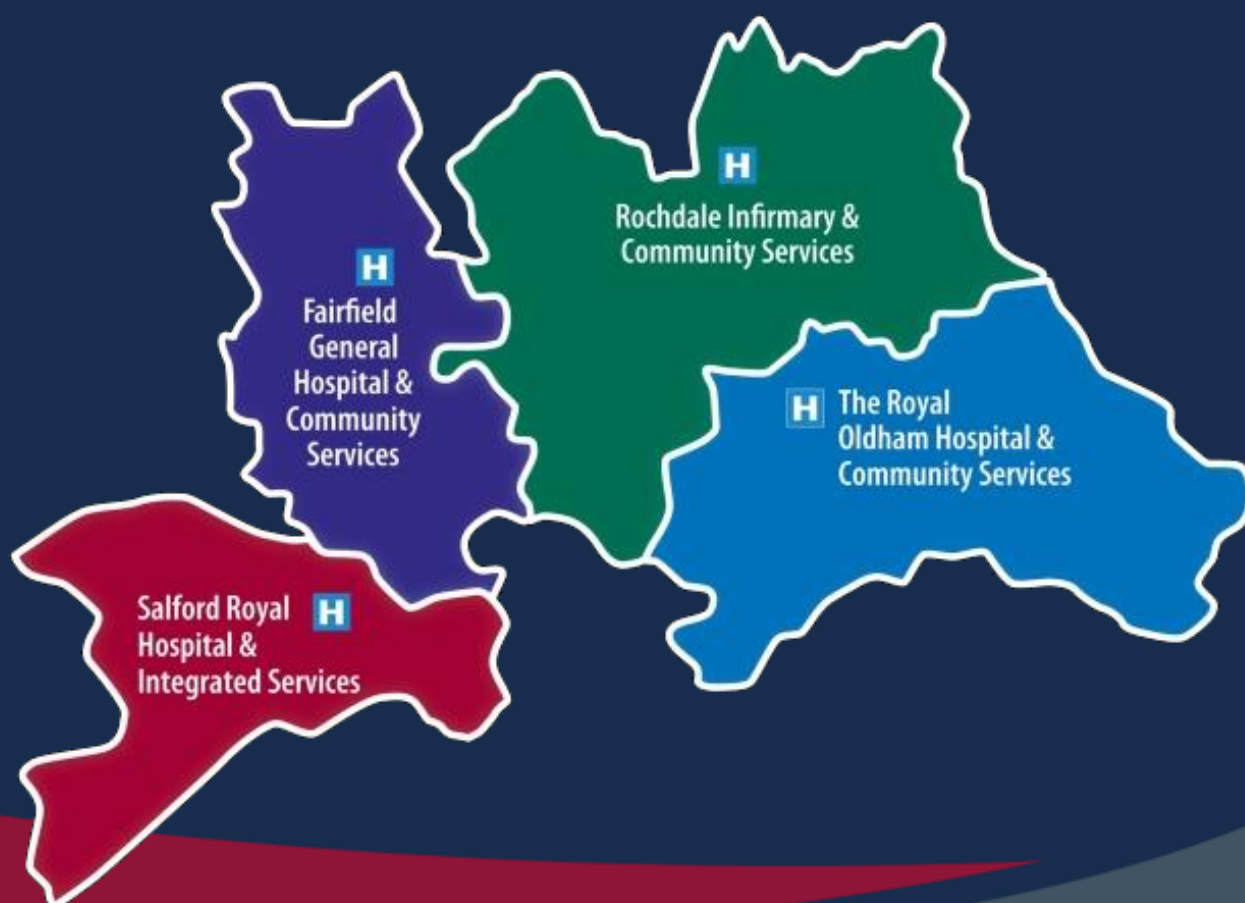 H
Rochdale Infirmary &
Community Services
H
Fairfield
General
Hospital &
Community
Services
H
The Royal
Oldham Hospital &
Community Services
H
Salford Royal
Hospital &
Integrated Services